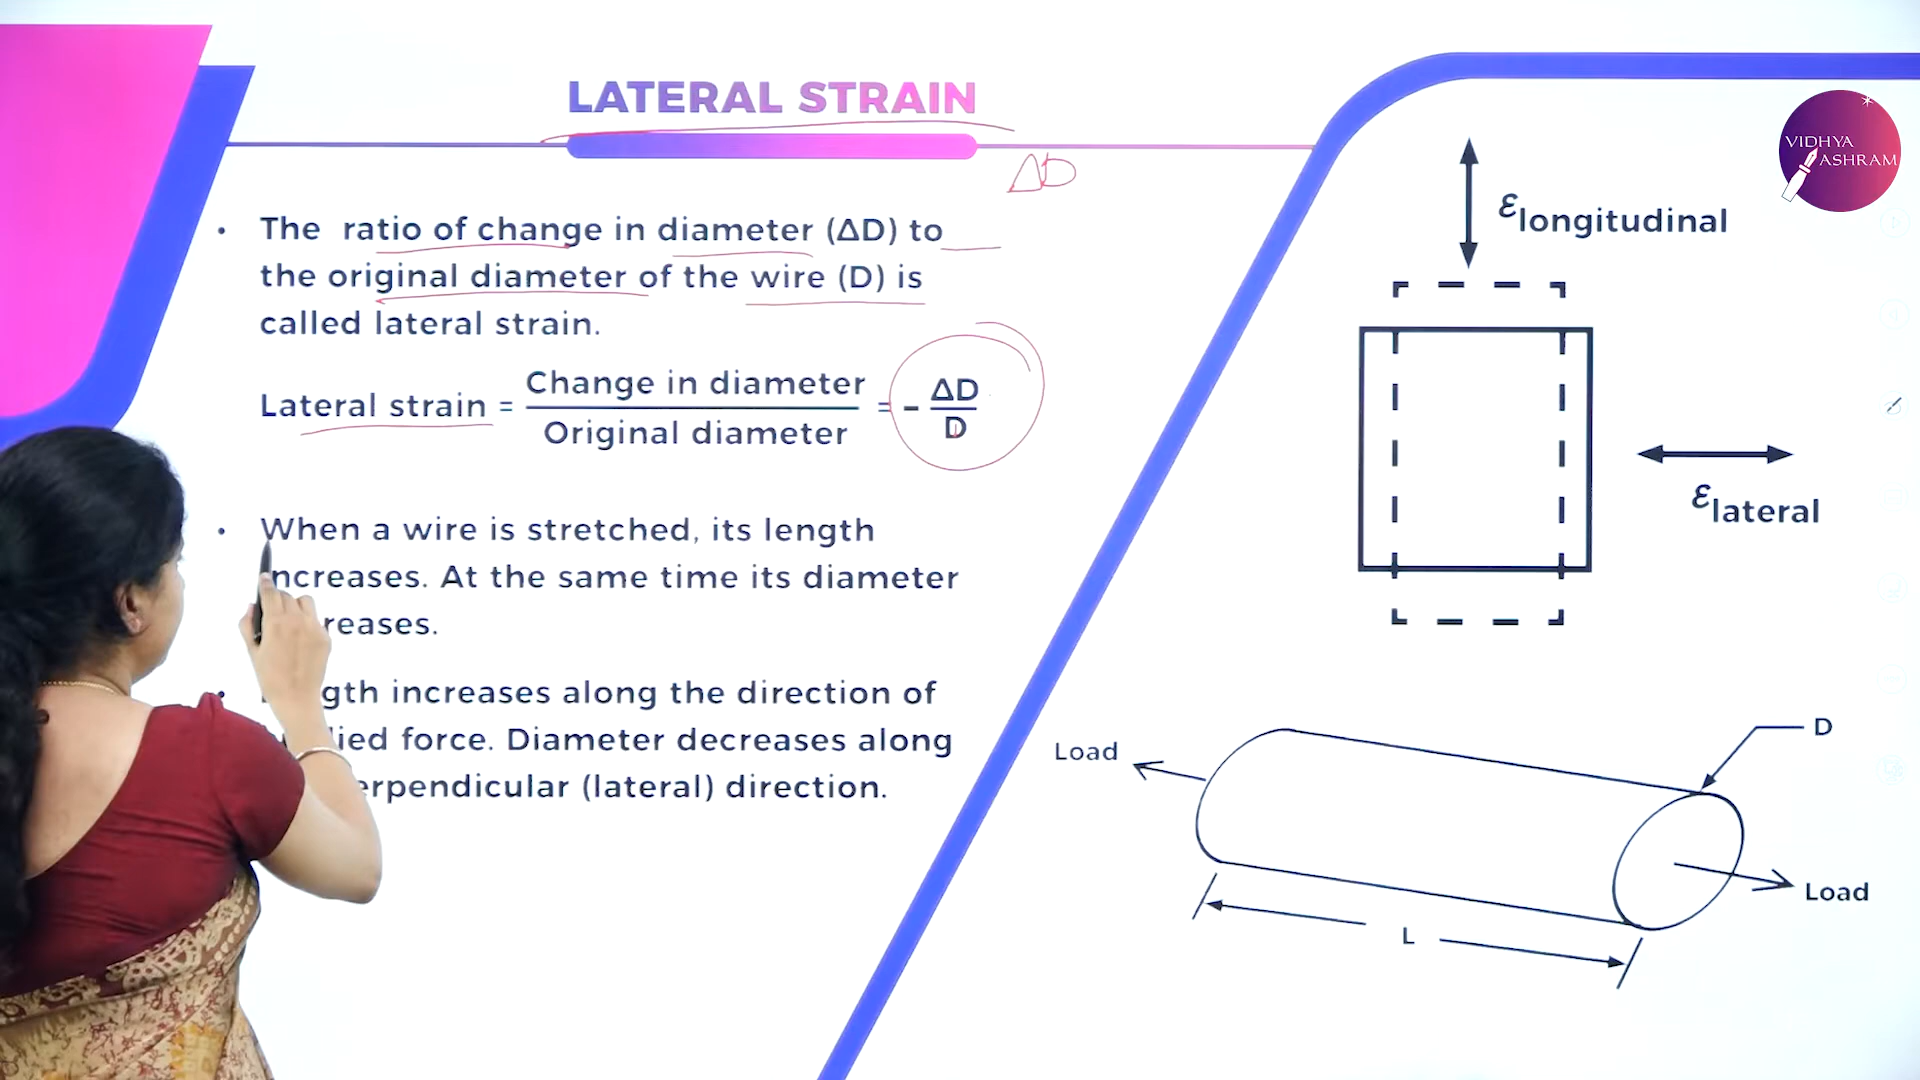 LATERAL STRAIN
ΔD
VIDHYA
ASHRAM
• The ratio of change in diameter (ΔD) to
the original diameter of the wire (D) is
called lateral strain.
Lateral strain = Change in diameter / Original diameter = - ΔD / D
• When a wire is stretched, its length
ncreases. At the same time its diameter
reases.
• gth increases along the direction of
ied force. Diameter decreases along
erpendicular (lateral) direction.
εlongitudinal
εlateral
Load
D
Load
L